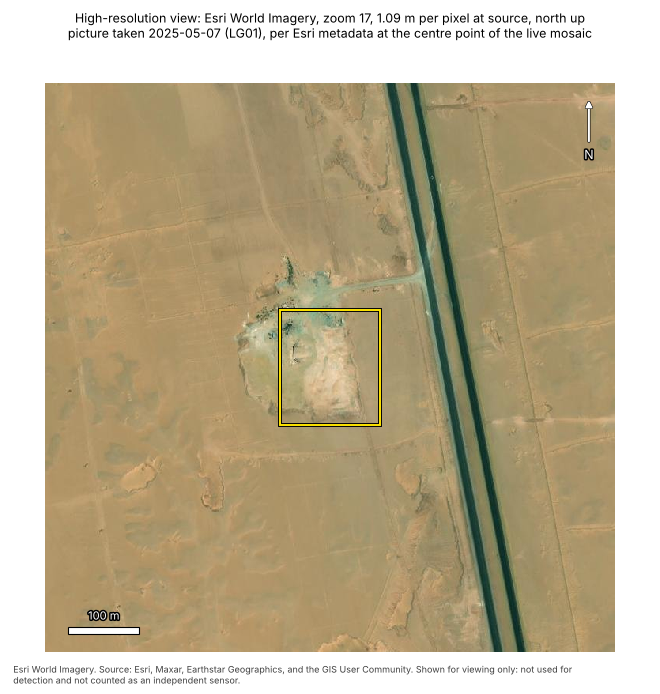 High-resolution view: Esri World Imagery, zoom 17, 1.09 m per pixel at source, north up
picture taken 2025-05-07 (LG01), per Esri metadata at the centre point of the live mosaic
N
100 m
Esri World Imagery. Source: Esri, Maxar, Earthstar Geographics, and the GIS User Community. Shown for viewing only: not used for
detection and not counted as an independent sensor.